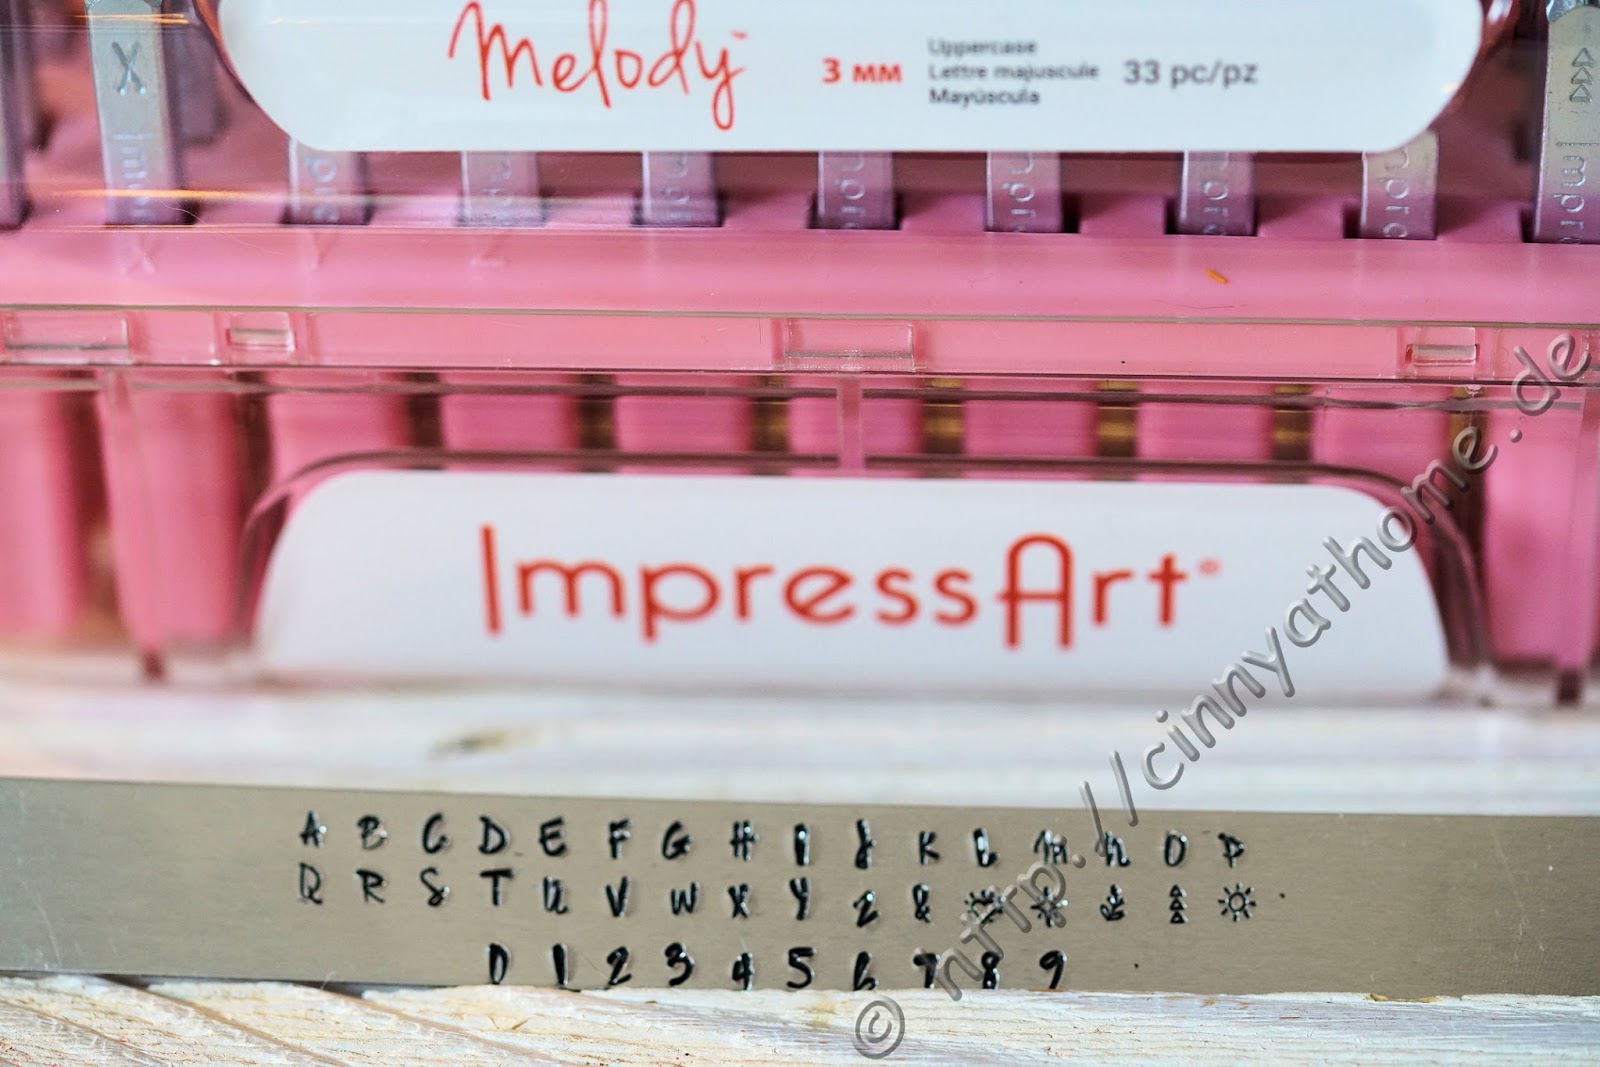 Melody™
3 MM
Uppercase
Lettre majuscule
Mayúscula
33 pc/pz
X
ImpressArt®
A B C D E F G H I J K L M N O P
Q R S T U V W X Y Z &
0 1 2 3 4 5 6 7 8 9
© http://cinnyathome.de